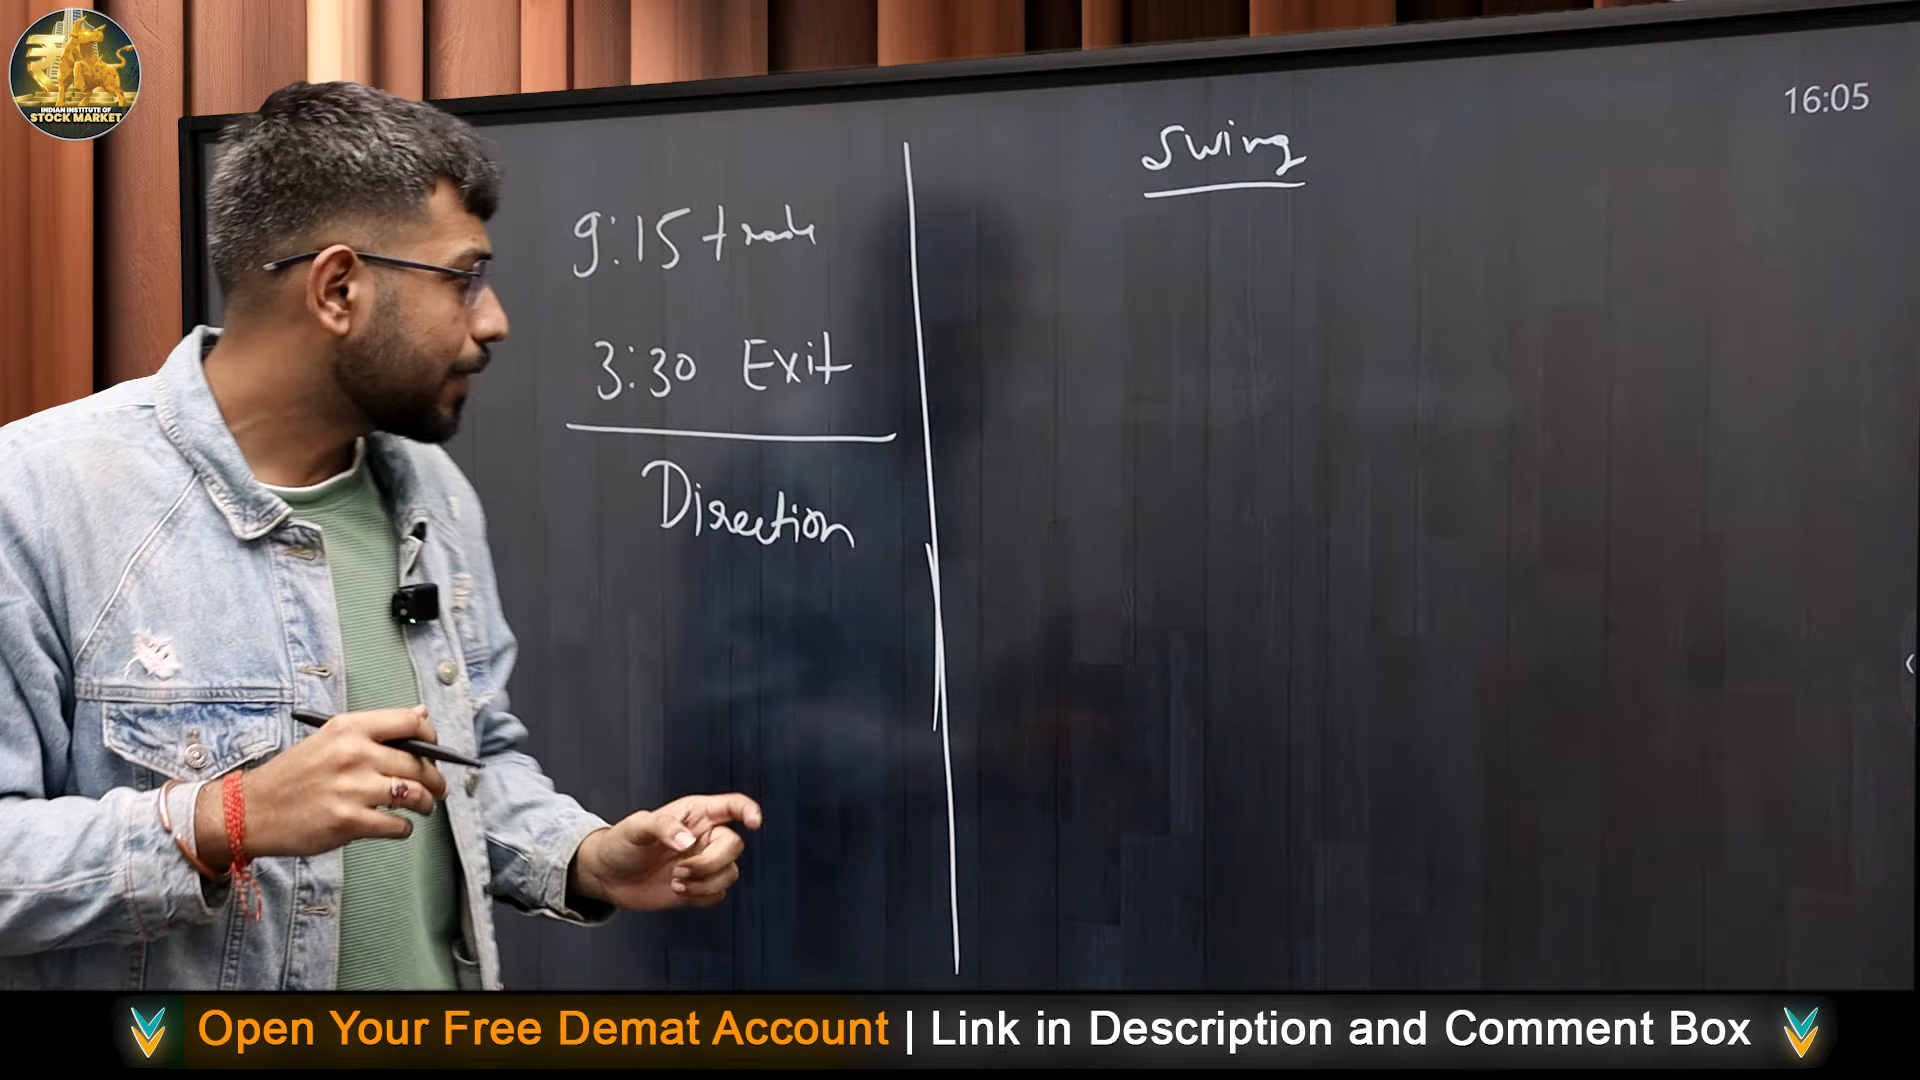 INDIAN INSTITUTE OF
STOCK MARKET
16:05
Swing
9:15 trade
3:30 Exit
Direction
Open Your Free Demat Account | Link in Description and Comment Box